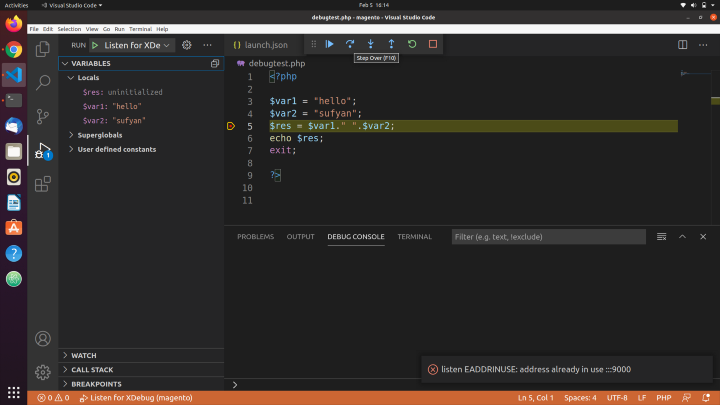 Activities
Visual Studio Code
Feb 5 16:14
debugtest.php - magento - Visual Studio Code
File Edit Selection View Go Run Terminal Help
RUN
Listen for XDe
launch.json
Step Over (F10)
VARIABLES
Locals
$res: uninitialized
$var1: "hello"
$var2: "sufyan"
Superglobals
User defined constants
1
debugtest.php
1 <?php
2
3 $var1 = "hello";
4 $var2 = "sufyan";
5 $res = $var1." ".$var2;
6 echo $res;
7 exit;
8
9 ?>
10
11
PROBLEMS OUTPUT DEBUG CONSOLE TERMINAL
Filter (e.g. text, !exclude)
WATCH
CALL STACK
BREAKPOINTS
listen EADDRINUSE: address already in use :::9000
0 0 Listen for XDebug (magento)
Ln 5, Col 1 Spaces: 4 UTF-8 LF PHP